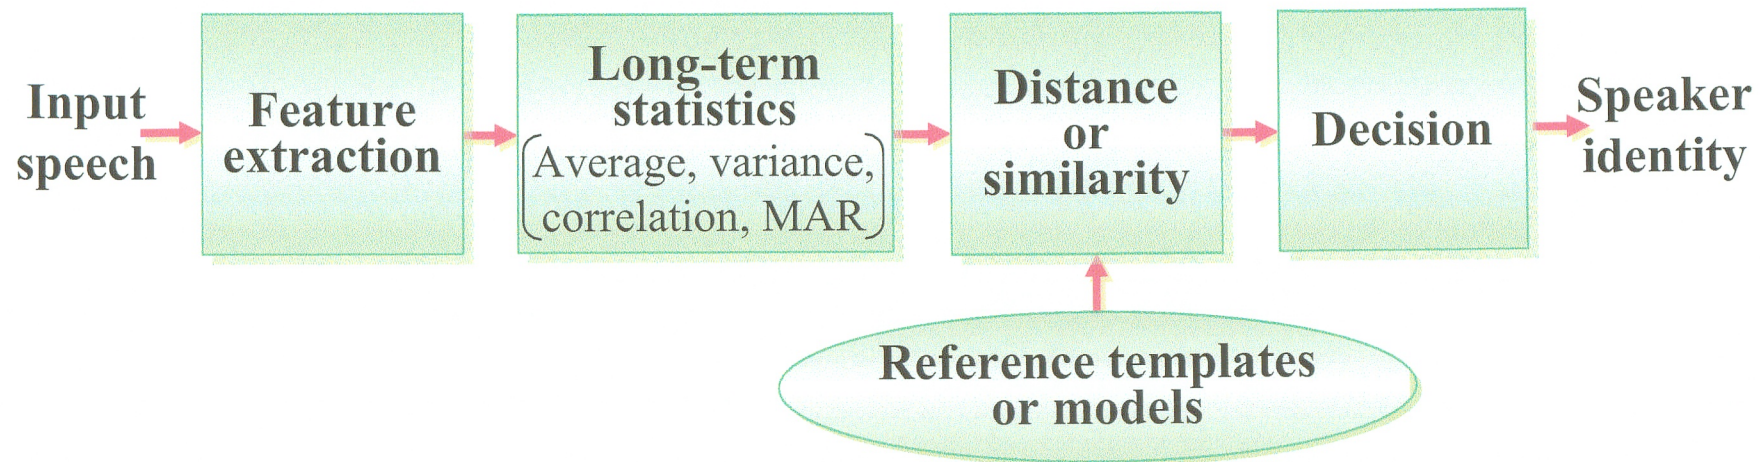 Input
speech
Feature
extraction
Long-term
statistics
(Average, variance,
correlation, MAR)
Distance
or
similarity
Decision
Speaker
identity
Reference templates
or models